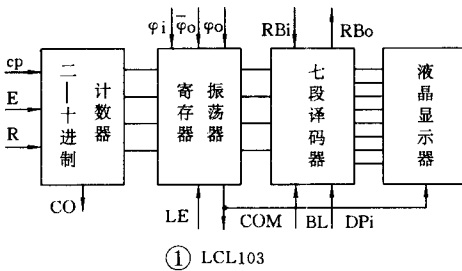 φi φ̄o φo RBi RBo
cp
E
R
二—十进制
计数器
寄存器
振荡器
七段译码器
液晶显示器
CO LE COM BL DPi
① LCL103